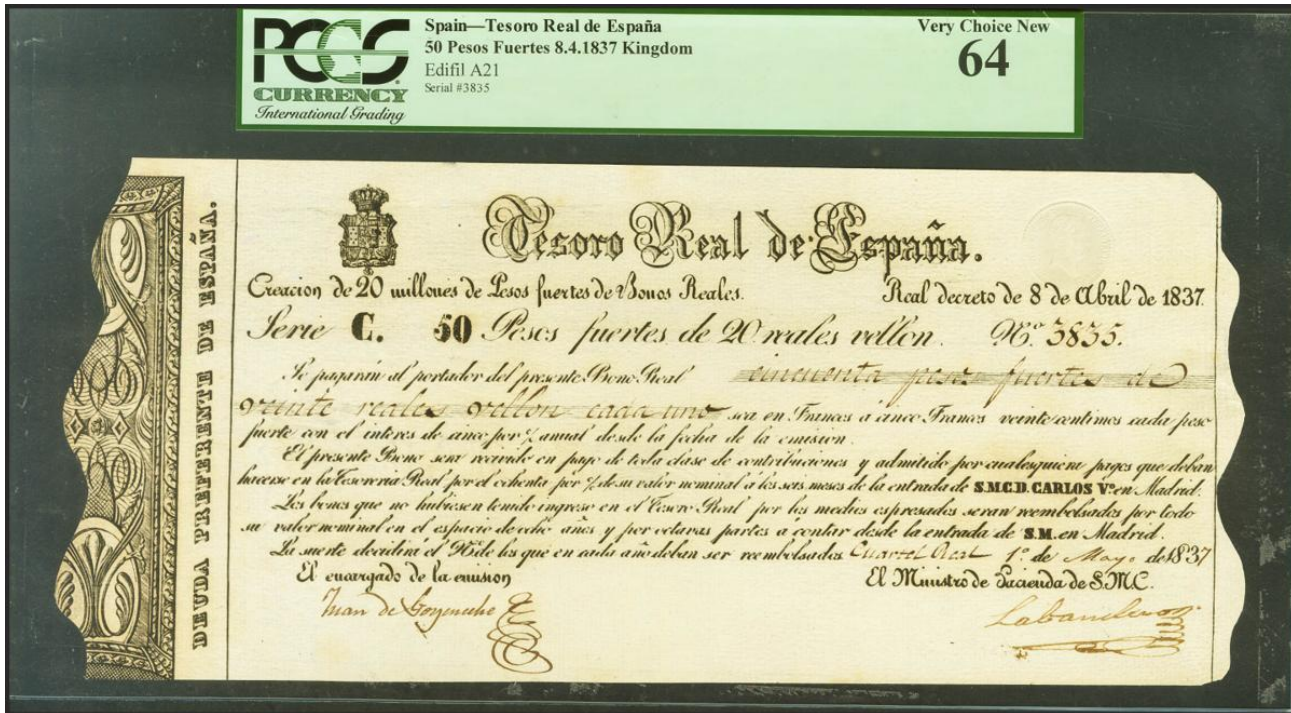 PCGS
CURRENCY
International Grading
Spain—Tesoro Real de España
50 Pesos Fuertes 8.4.1837 Kingdom
Edifil A21
Serial #3835
Very Choice New
64
DEUDA PREFERENTE DE ESPAÑA.
Tesoro Real de España.
Creacion de 20 millones de Pesos fuertes de Bonos Reales. Real decreto de 8 de Abril de 1837.
Serie C. 50 Pesos fuertes de 20 reales vellon. Nº. 3835.
Se pagarán al portador del presente Bono Real cincuenta pesos fuertes de
veinte reales vellon cada uno sea en Francos á cinco Francos veinte centimos cada peso
fuerte con el interes de cinco por % anual desde la fecha de la emision.
El presente Bono sera recivido en pago de toda clase de contribuciones y admitido por cualesquiera pagos que deban
hacerse en la Tesoreria Real por el ochenta por % de su valor nominal á los seis meses de la entrada de S.M.C.D. CARLOS Vº en Madrid.
Los bonos que no hubiesen tenido ingreso en el Tesoro Real por los medios espresados seran reembolsados por todo
su valor nominal en el espacio de ocho años y por octavas partes á contar desde la entrada de S.M. en Madrid.
La suerte decidirá el Nº de los que en cada año deban ser reembolsados Cuartel Real 1º. de Mayo de 1837
El encargado de la emision El Ministro de Hacienda de S.M.C.
Juan de Goyeneche Labandero